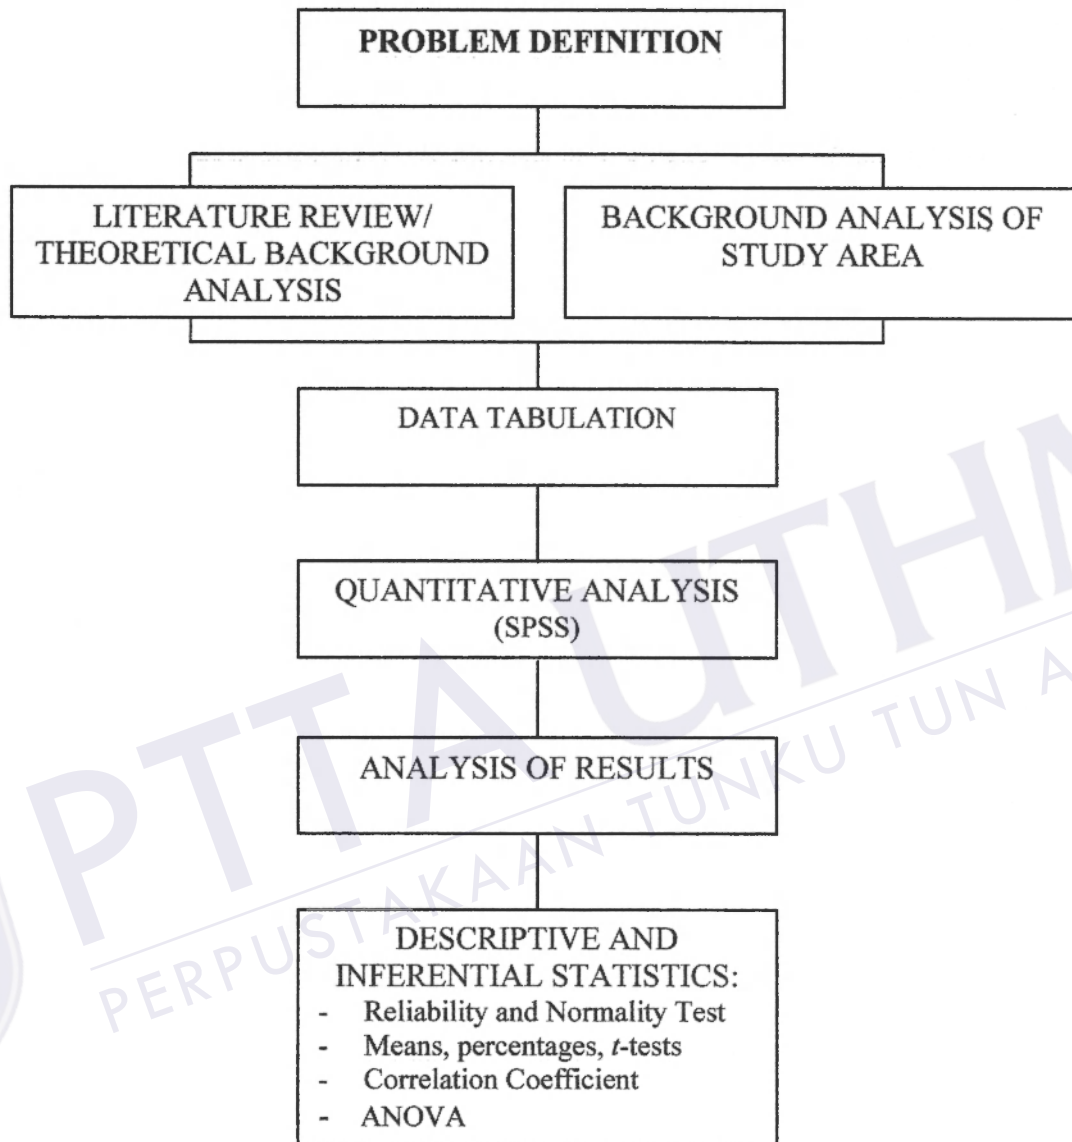 PROBLEM DEFINITION
LITERATURE REVIEW/
THEORETICAL BACKGROUND
ANALYSIS
BACKGROUND ANALYSIS OF
STUDY AREA
DATA TABULATION
QUANTITATIVE ANALYSIS
(SPSS)
ANALYSIS OF RESULTS
DESCRIPTIVE AND
INFERENTIAL STATISTICS:
- Reliability and Normality Test
- Means, percentages, t-tests
- Correlation Coefficient
- ANOVA
PTTA UTHM
PERPUSTAKAAN TUNKU TUN A